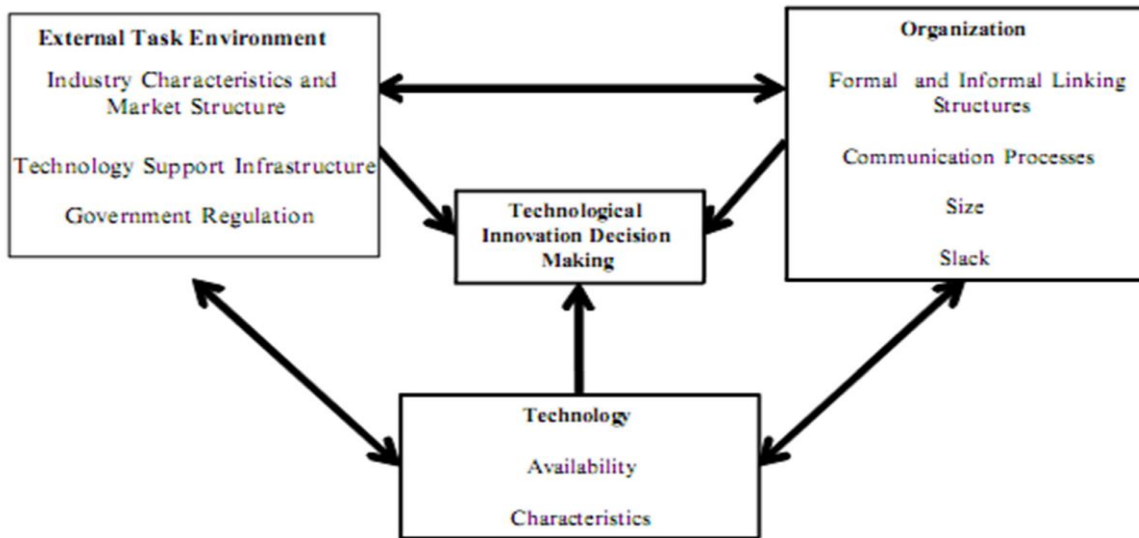 External Task Environment
Industry Characteristics and
Market Structure
Technology Support Infrastructure
Government Regulation
Organization
Formal and Informal Linking
Structures
Communication Processes
Size
Slack
Technological
Innovation Decision
Making
Technology
Availability
Characteristics